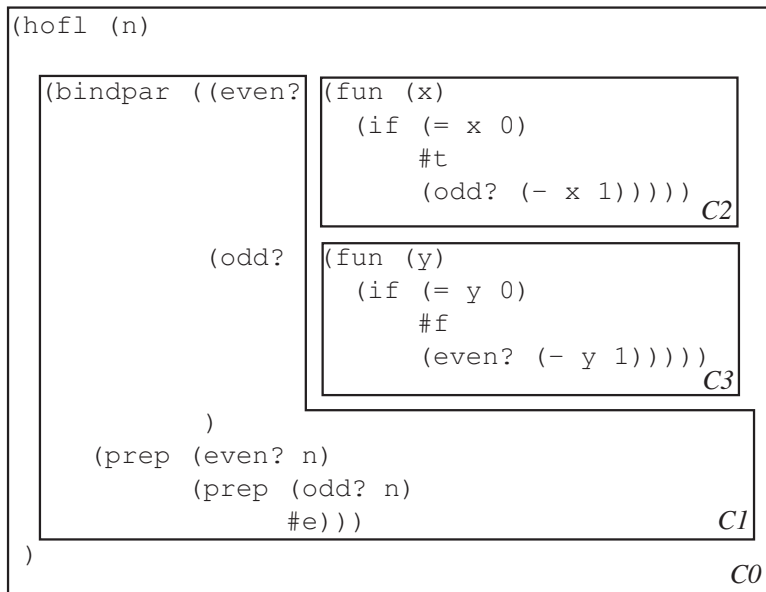 (hofl (n)
(bindpar ((even? (fun (x)
(if (= x 0)
#t
(odd? (- x 1)))))
C2
(odd? (fun (y)
(if (= y 0)
#f
(even? (- y 1)))))
C3
)
(prep (even? n)
(prep (odd? n)
#e)))
C1
)
C0